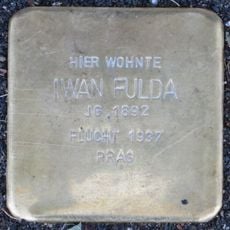 HIER WOHNTE
IWAN FULDA
JG. 1892
FLUCHT 1937
PRAG